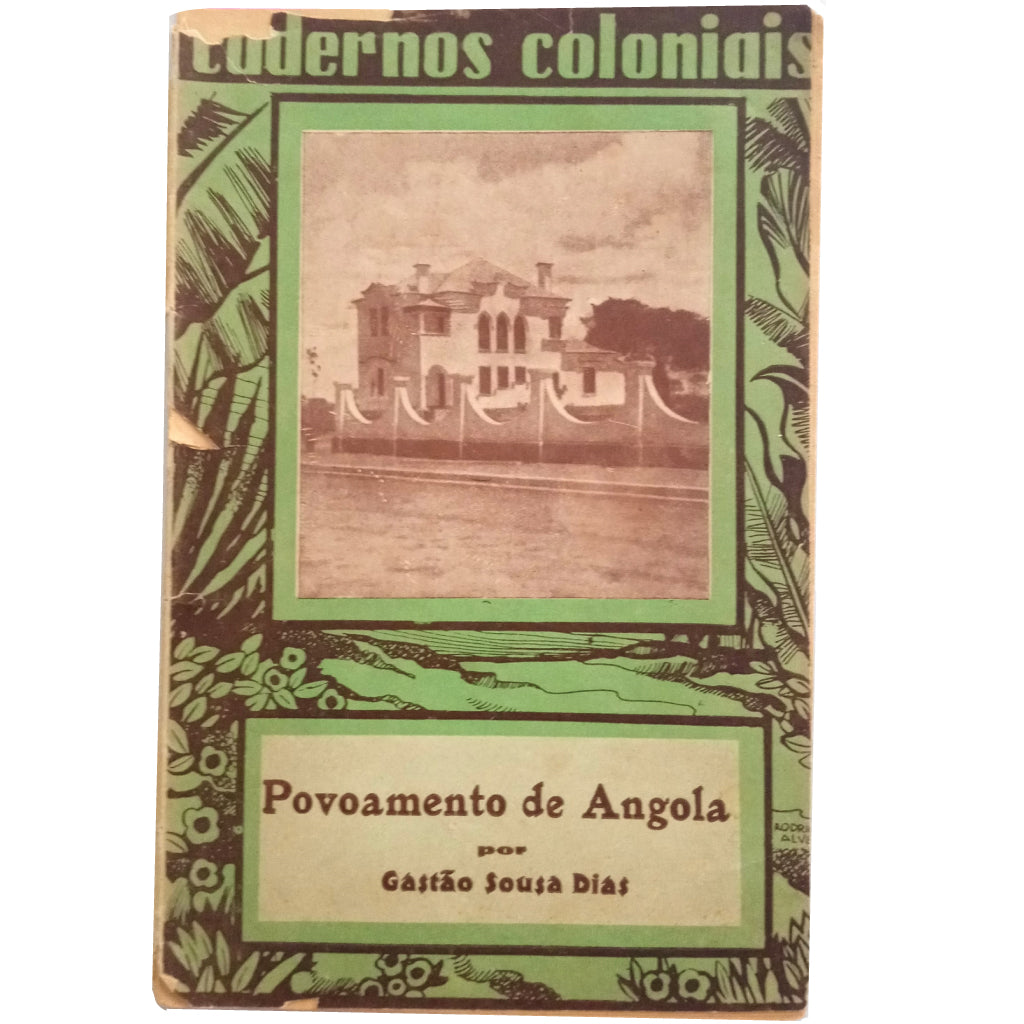 cadernos coloniais
Povoamento de Angola
por
Gastão Sousa Dias